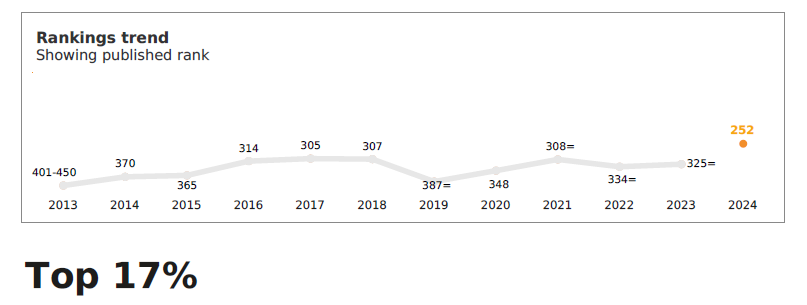 Rankings trend
Showing published rank
401-450 370 365 314 305 307 387= 348 308= 334= 325= 252
2013 2014 2015 2016 2017 2018 2019 2020 2021 2022 2023 2024
Top 17%